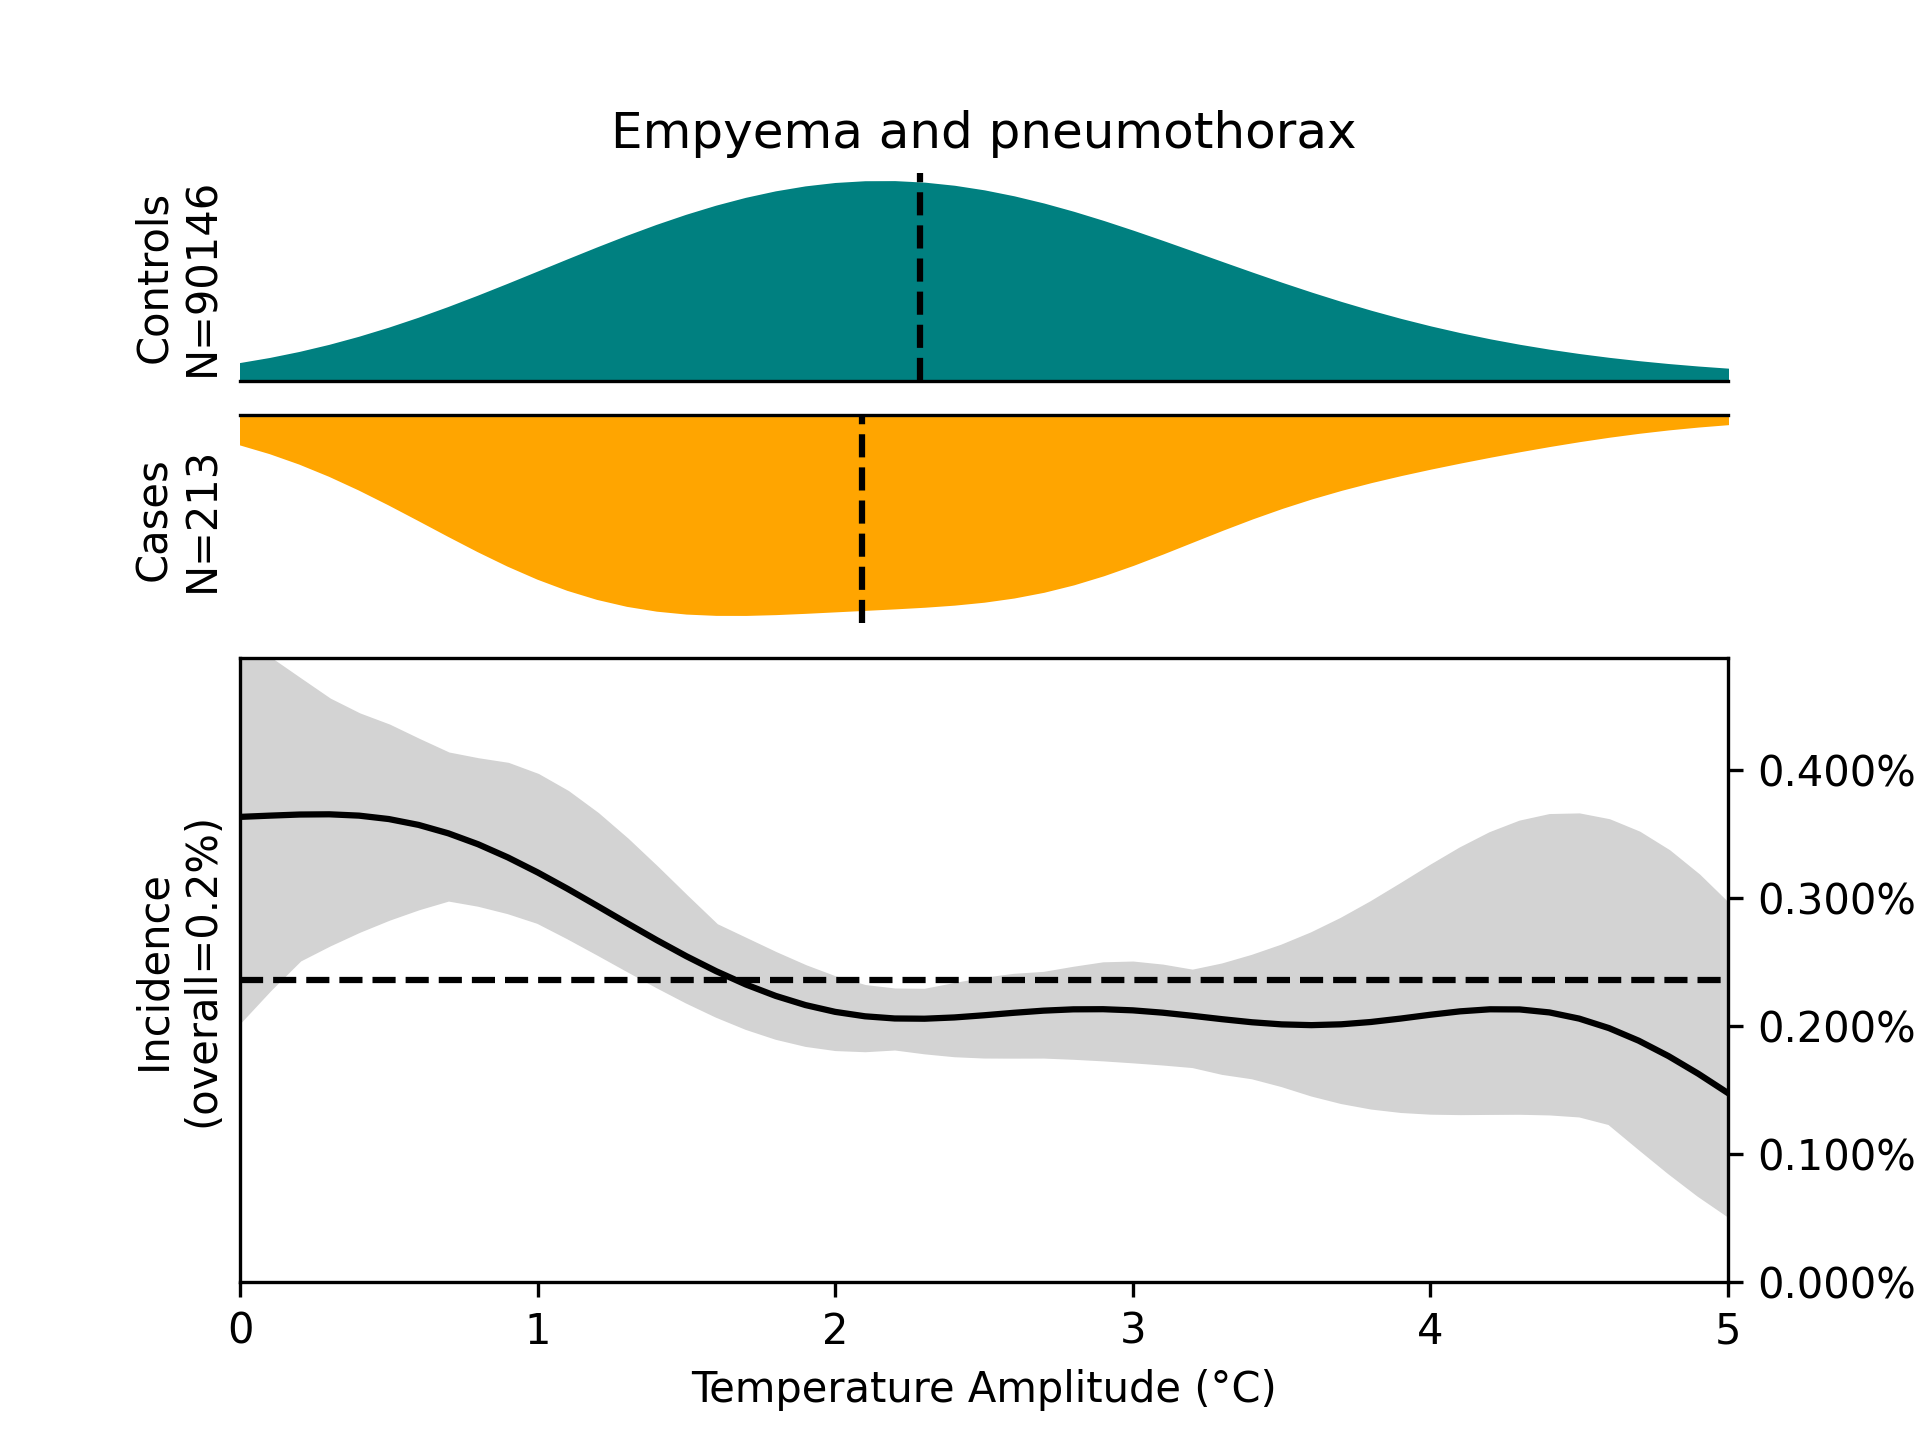 Empyema and pneumothorax
Controls
N=90146
Cases
N=213
Incidence
(overall=0.2%)
0.400%
0.300%
0.200%
0.100%
0.000%
0 1 2 3 4 5
Temperature Amplitude (°C)